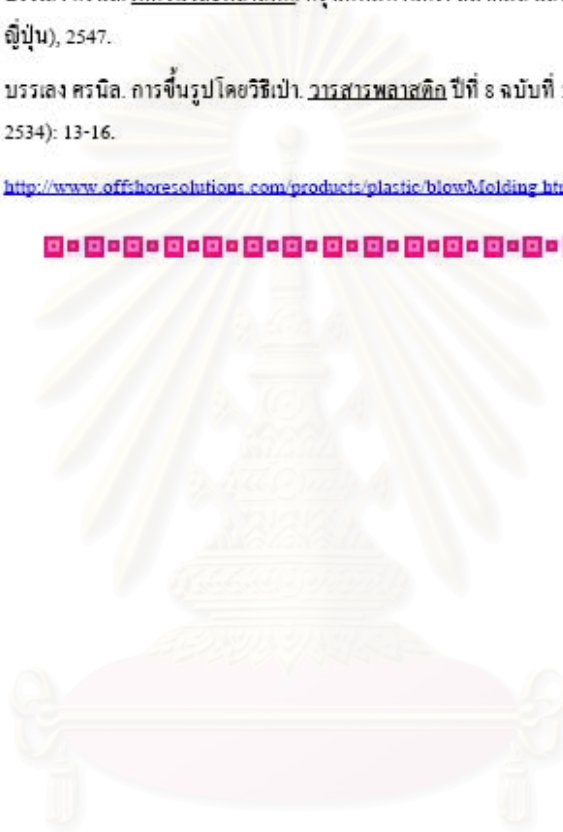 ญี่ปุ่น), 2547.
บรรเลง ศรนิล. การขึ้นรูปโดยวิธีเป่า. วารสารพลาสติก ปีที่ 8 ฉบับที่
2534): 13-16.
http://www.offshoresolutions.com/products/plastic/blowMolding.htm